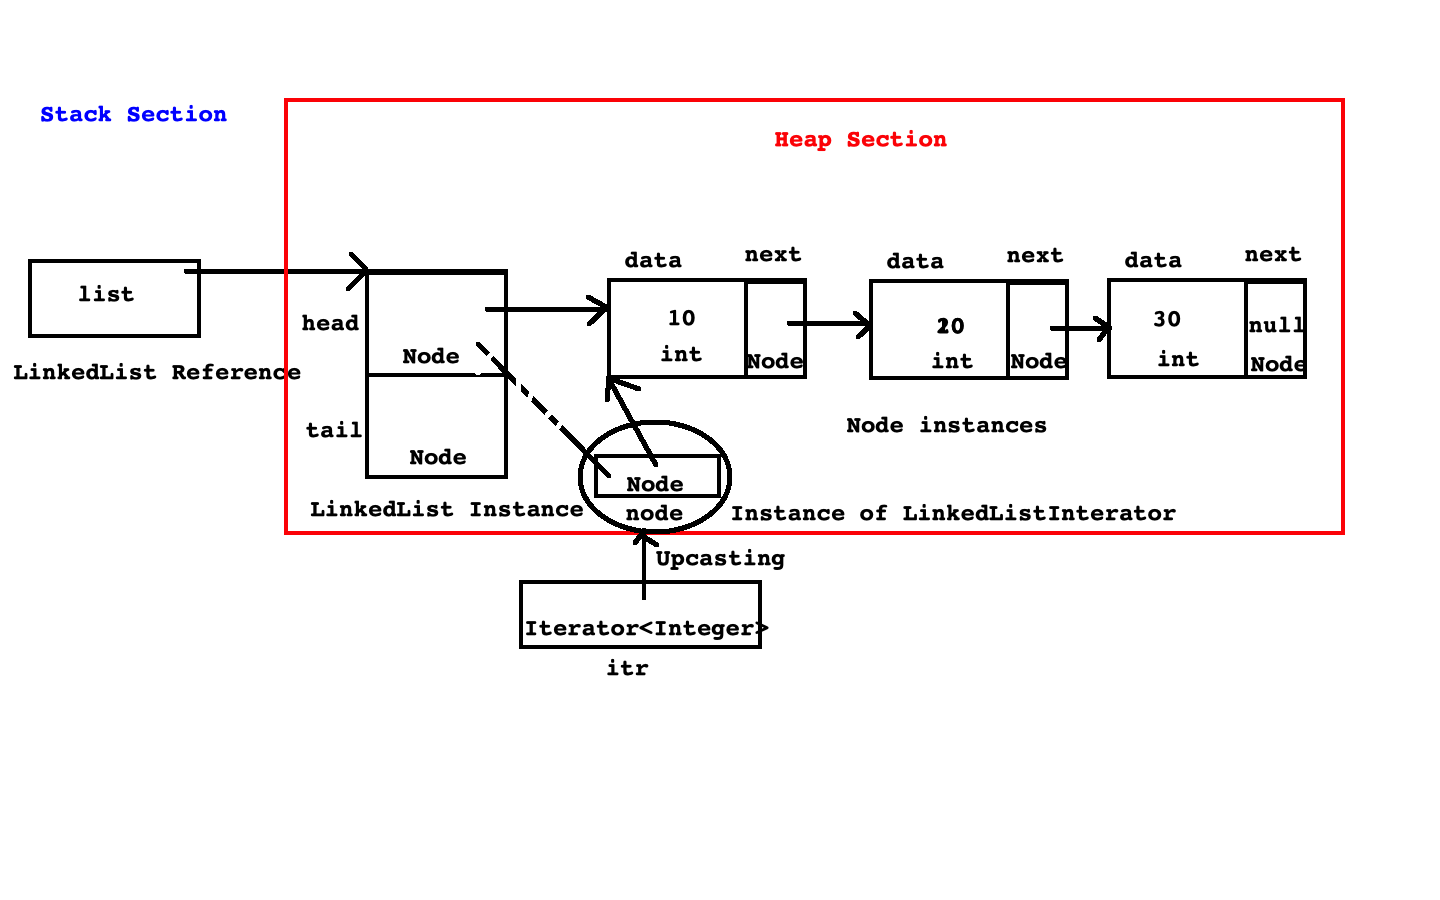 Stack Section
Heap Section
list
LinkedList Reference
head
Node
tail
Node
LinkedList Instance
data
next
10
int
Node
data
next
20
int
Node
data
next
30
int
null
Node
Node instances
Node
node
Instance of LinkedListInterator
Upcasting
Iterator<Integer>
itr